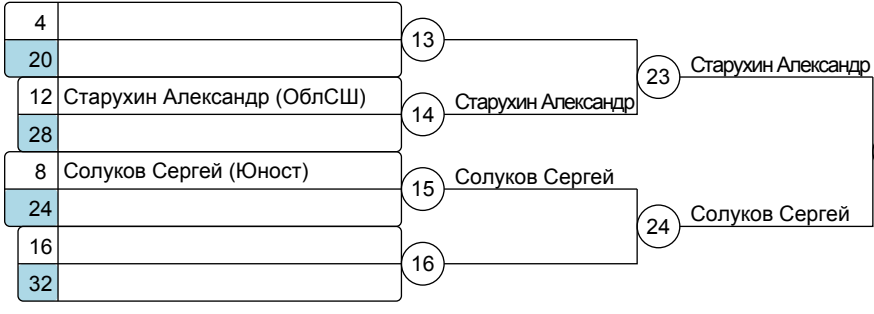 4
13
20
23 Старухин Александр
12 Старухин Александр (ОблСШ)
14 Старухин Александр
28
8 Солуков Сергей (Юност)
15 Солуков Сергей
24
24 Солуков Сергей
16
16
32